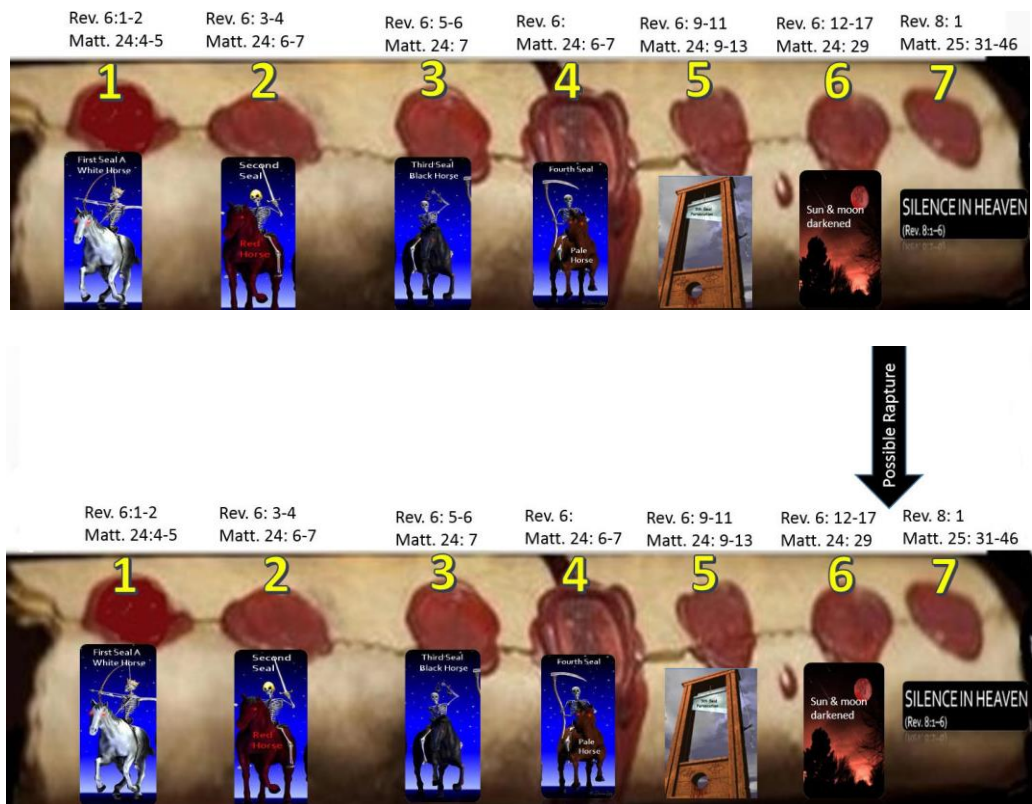 Rev. 6:1-2
Matt. 24:4-5
Rev. 6: 3-4
Matt. 24: 6-7
Rev. 6: 5-6
Matt. 24: 7
Rev. 6:
Matt. 24: 6-7
Rev. 6: 9-11
Matt. 24: 9-13
Rev. 6: 12-17
Matt. 24: 29
Rev. 8: 1
Matt. 25: 31-46
1
2
3
4
5
6
7
First Seal A
White Horse
Second
Seal
Red
Horse
Third Seal
Black Horse
Fourth Seal
Pale
Horse
5th Seal
Persecution
Sun & moon
darkened
SILENCE IN HEAVEN
(Rev. 8:1-6)
Possible Rapture
Rev. 6:1-2
Matt. 24:4-5
Rev. 6: 3-4
Matt. 24: 6-7
Rev. 6: 5-6
Matt. 24: 7
Rev. 6:
Matt. 24: 6-7
Rev. 6: 9-11
Matt. 24: 9-13
Rev. 6: 12-17
Matt. 24: 29
Rev. 8: 1
Matt. 25: 31-46
1
2
3
4
5
6
7
First Seal A
White Horse
Second
Seal
Red
Horse
Third Seal
Black Horse
Fourth Seal
Pale
Horse
5th Seal
Persecution
Sun & moon
darkened
SILENCE IN HEAVEN
(Rev. 8:1-6)